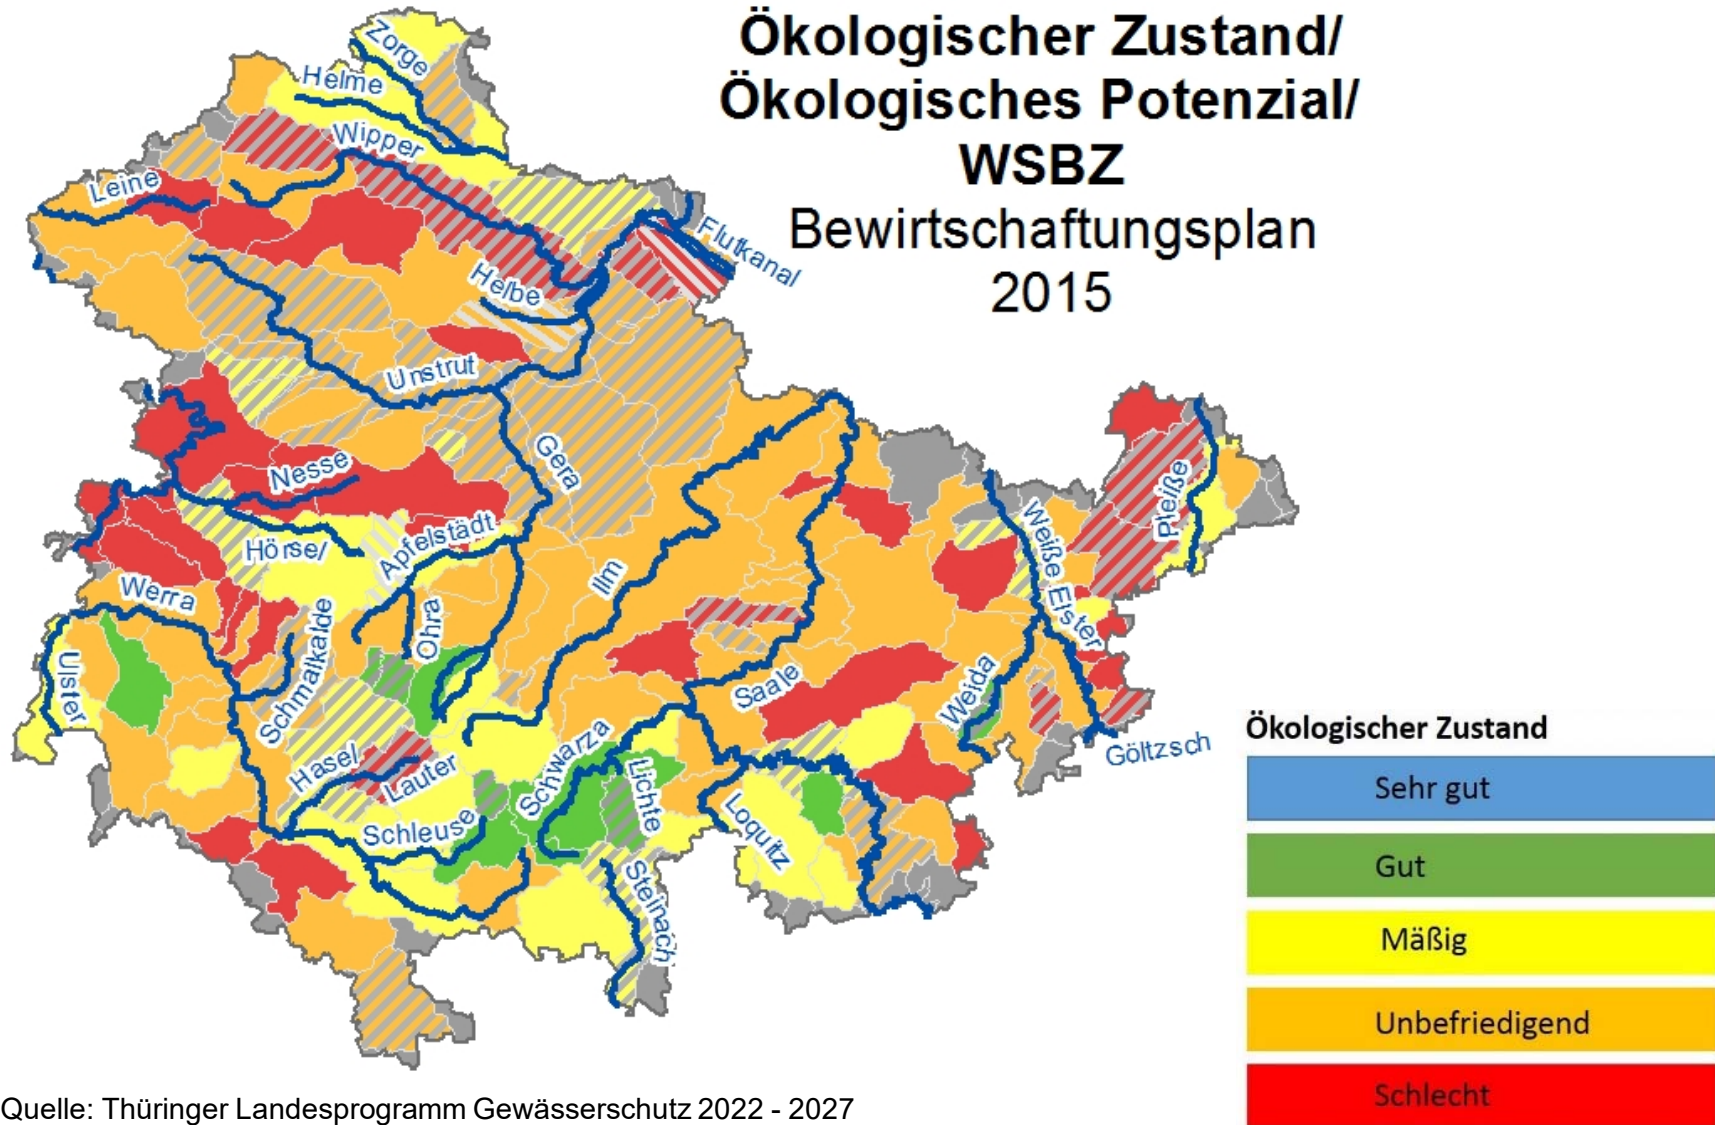 Ökologischer Zustand/
Ökologisches Potenzial/
WSBZ
Bewirtschaftungsplan
2015
Zorge
Helme
Wipper
Leine
Flutkanal
Helbe
Unstrut
Gera
Nesse
Pleiße
Hörse/
Apfelstädt
Weiße Elster
Ilm
Werra
Ohra
Schmalkalde
Ulster
Saale
Weida
Göltzsch
Schwarza
Hasel
Lauter
Lichte
Loquitz
Schleuse
Steinach
Ökologischer Zustand
Sehr gut
Gut
Mäßig
Unbefriedigend
Schlecht
Quelle: Thüringer Landesprogramm Gewässerschutz 2022 - 2027